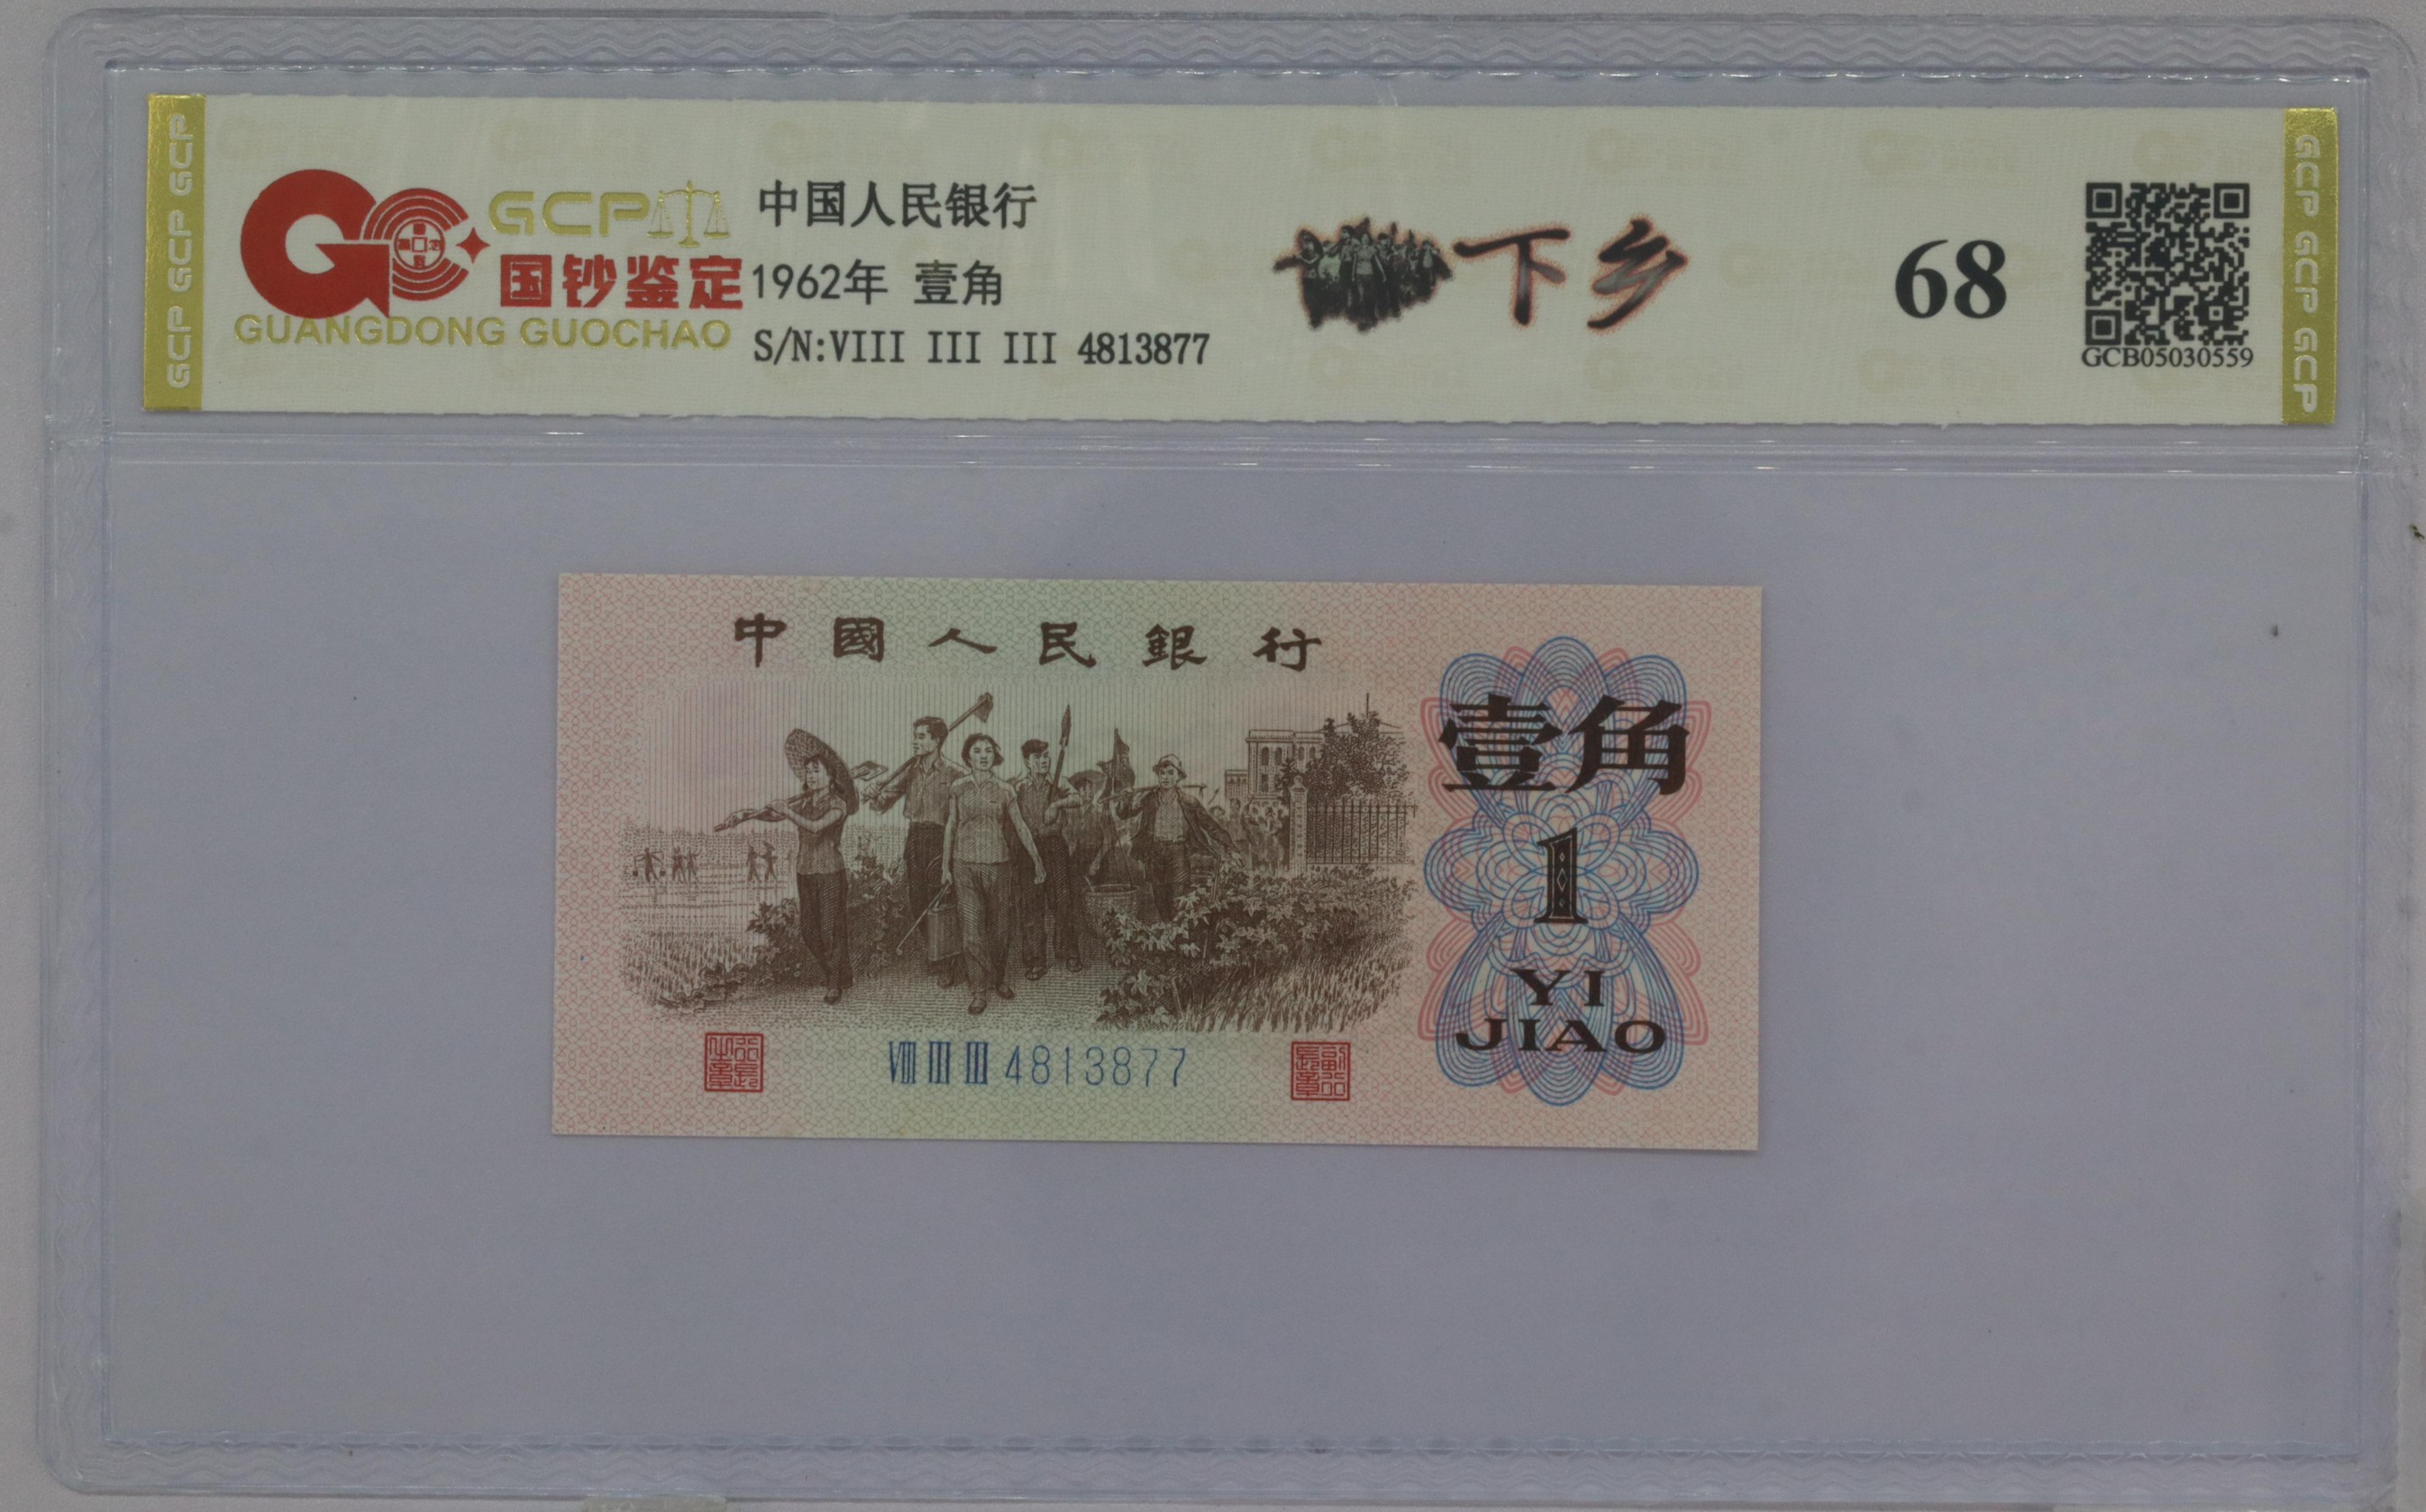 GCP GCP GCP
GCP
国钞鉴定
GUANGDONG GUOCHAO
中国人民银行
1962年 壹角
S/N:VIII III III 4813877
下乡
68
GCB05030559
GCP GCP GCP GCP
中國人民銀行
壹角
1
YI
JIAO
VIII III III 4813877